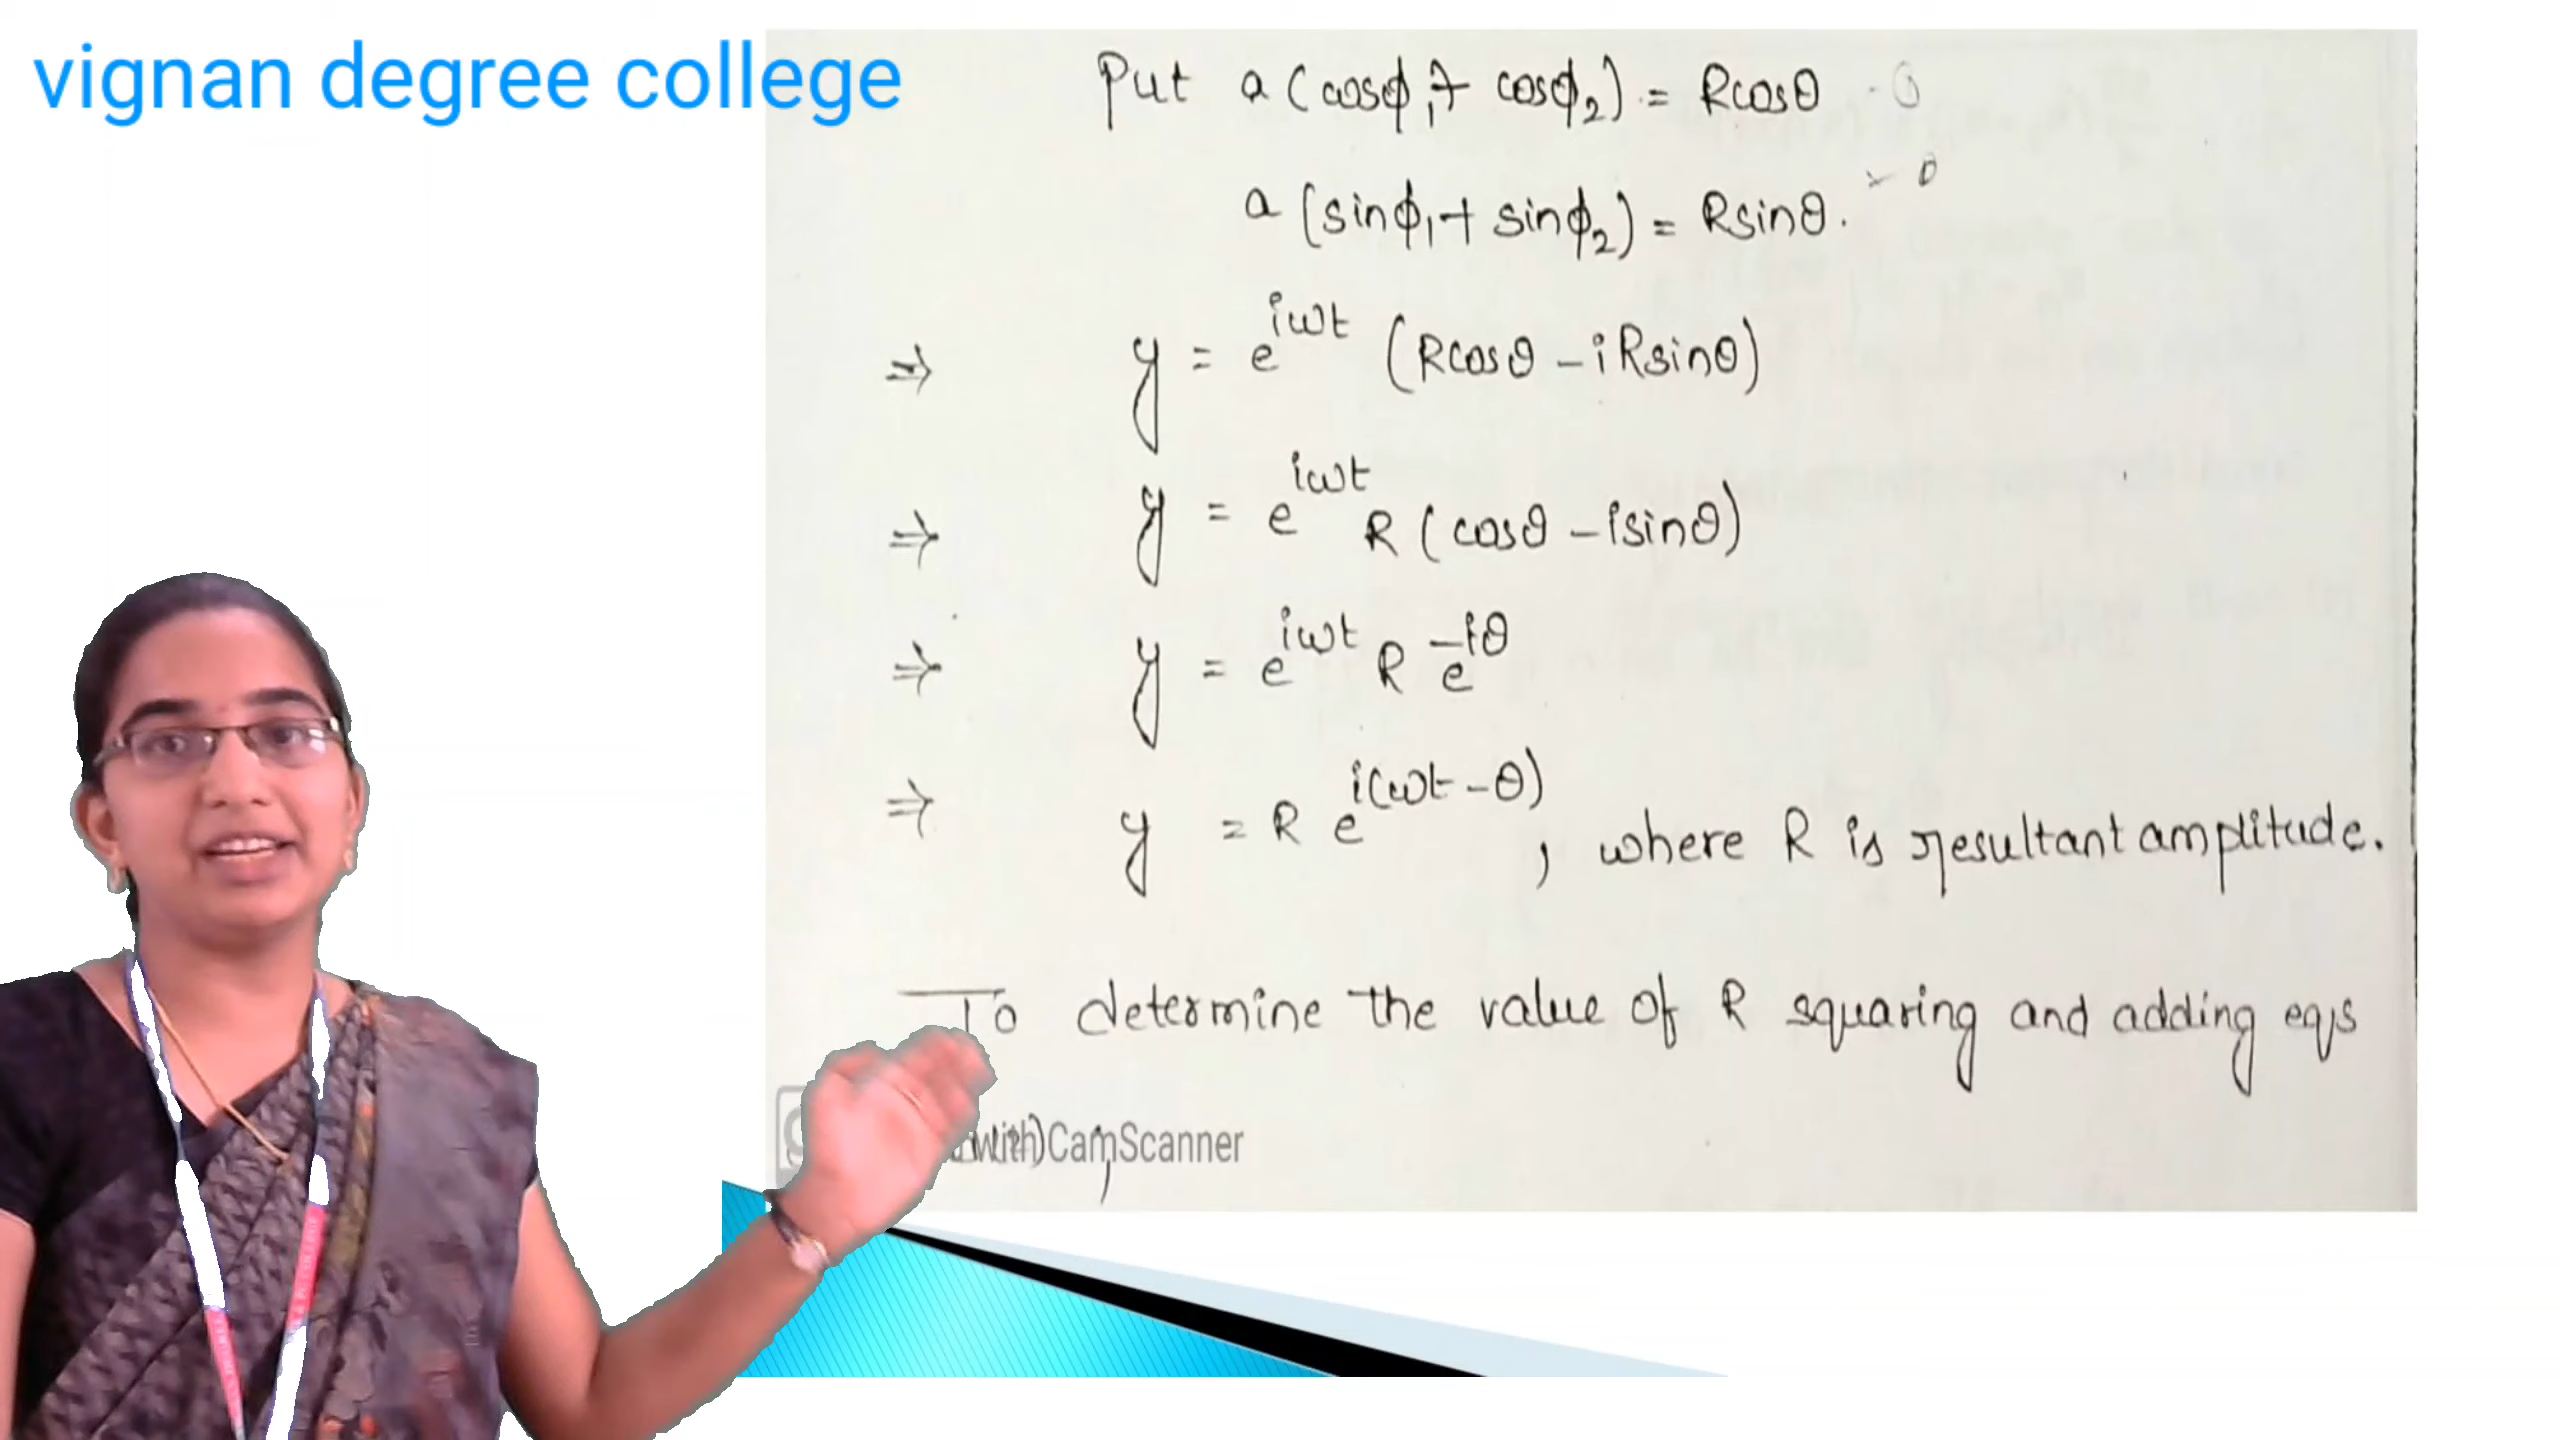 vignan degree college
Put a (cosϕ₁+ cosϕ₂) = Rcosθ
a (sinϕ₁+ sinϕ₂) = Rsinθ.
⇒ y = e^{iωt} (Rcosθ – iRsinθ)
⇒ y = e^{iωt} R (cosθ – isinθ)
⇒ y = e^{iωt} R e^{–iθ}
⇒ y = R e^{i(ωt – θ)}, where R is resultant amplitude.
To determine the value of R squaring and adding eqs
with CamScanner